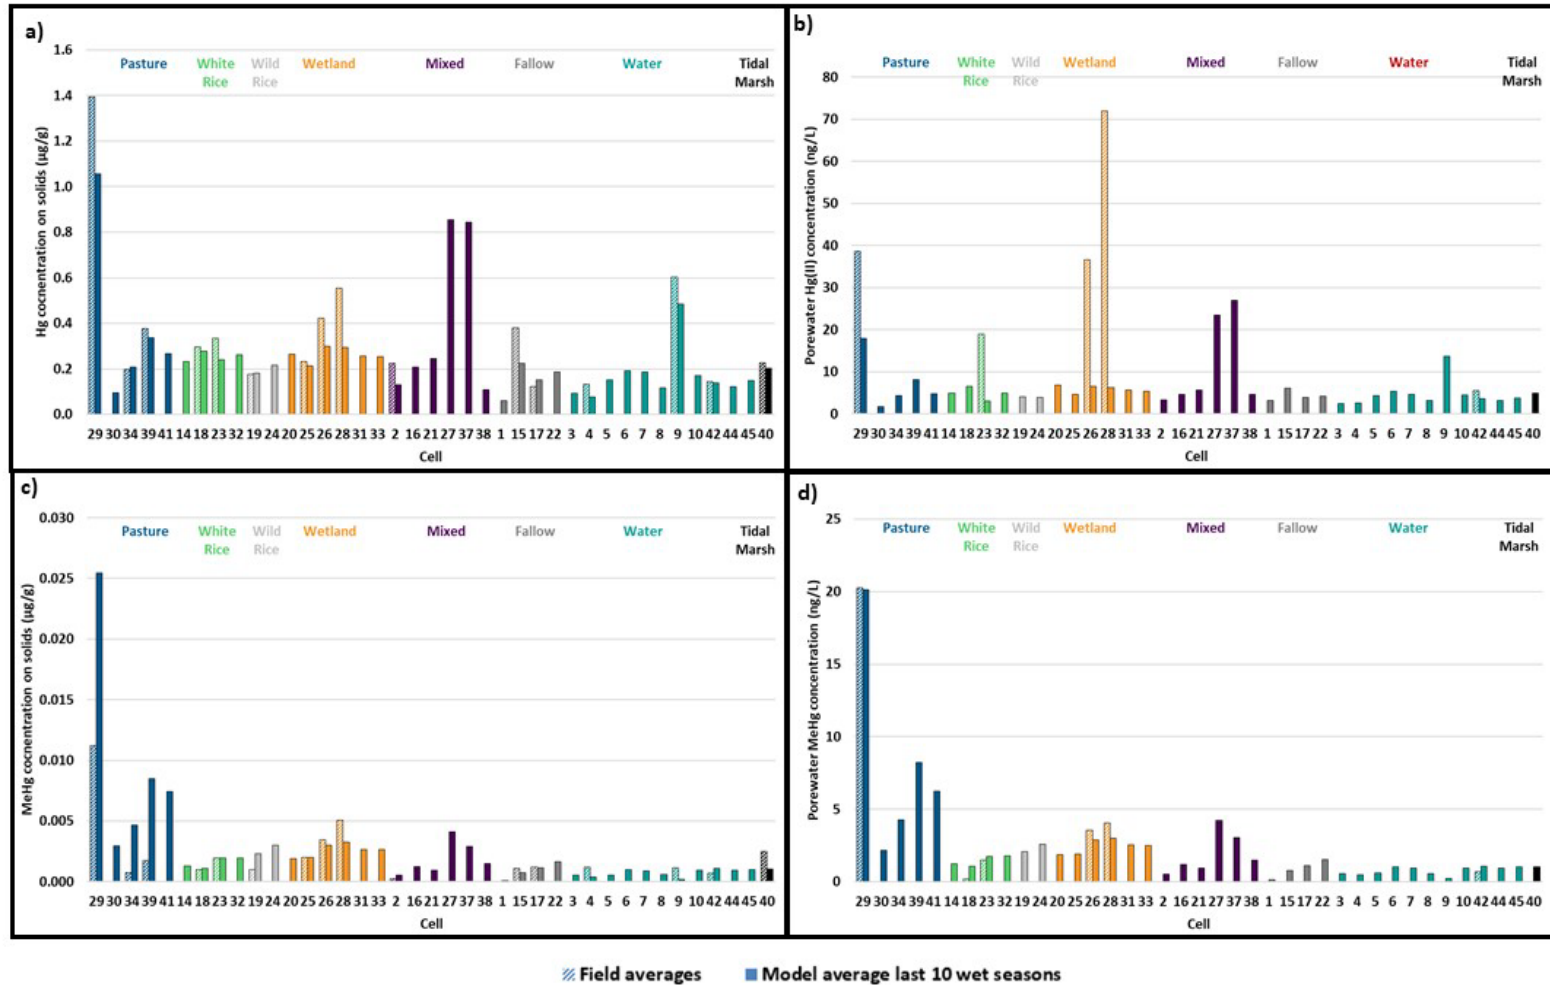 a)
1.6
1.4
1.2
1.0
0.8
0.6
0.4
0.2
0.0
Hg cocnentration on solids (µg/g)
Pasture White Rice Wild Rice Wetland Mixed Fallow Water Tidal Marsh
29 30 34 39 41 14 18 23 32 19 24 20 25 26 28 31 33 2 16 21 27 37 38 1 15 17 22 3 4 5 6 7 8 9 10 42 44 45 40
Cell
b)
80
70
60
50
40
30
20
10
0
Porewater Hg(II) concentration (ng/L)
Pasture White Rice Wild Rice Wetland Mixed Fallow Water Tidal Marsh
29 30 34 39 41 14 18 23 32 19 24 20 25 26 28 31 33 2 16 21 27 37 38 1 15 17 22 3 4 5 6 7 8 9 10 42 44 45 40
Cell
c)
0.030
0.025
0.020
0.015
0.010
0.005
0.000
MeHg cocnentration on solids (µg/g)
Pasture White Rice Wild Rice Wetland Mixed Fallow Water Tidal Marsh
29 30 34 39 41 14 18 23 32 19 24 20 25 26 28 31 33 2 16 21 27 37 38 1 15 17 22 3 4 5 6 7 8 9 10 42 44 45 40
Cell
d)
25
20
15
10
5
0
Porewater MeHg concentration (ng/L)
Pasture White Rice Wild Rice Wetland Mixed Fallow Water Tidal Marsh
29 30 34 39 41 14 18 23 32 19 24 20 25 26 28 31 33 2 16 21 27 37 38 1 15 17 22 3 4 5 6 7 8 9 10 42 44 45 40
Cell
Field averages Model average last 10 wet seasons